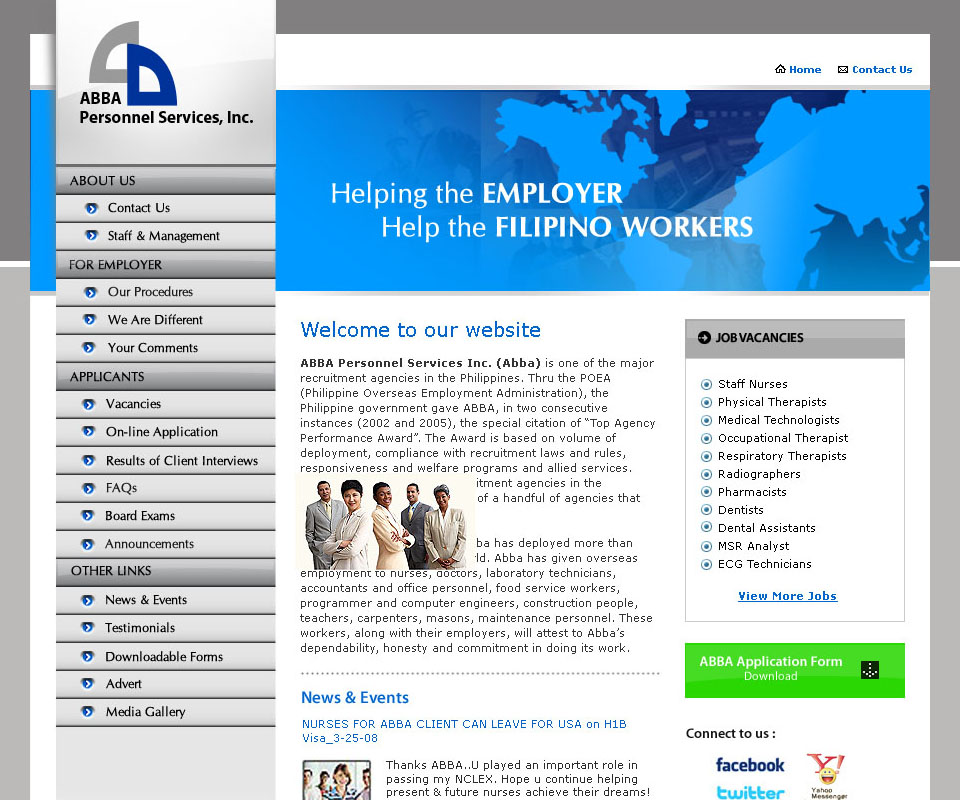 ABBA
Personnel Services, Inc.
Home
Contact Us
Helping the EMPLOYER
Help the FILIPINO WORKERS
ABOUT US
Contact Us
Staff & Management
FOR EMPLOYER
Our Procedures
We Are Different
Your Comments
APPLICANTS
Vacancies
On-line Application
Results of Client Interviews
FAQs
Board Exams
Announcements
OTHER LINKS
News & Events
Testimonials
Downloadable Forms
Advert
Media Gallery
Welcome to our website
ABBA Personnel Services Inc. (Abba) is one of the major
recruitment agencies in the Philippines. Thru the POEA
(Philippine Overseas Employment Administration), the
Philippine government gave ABBA, in two consecutive
instances (2002 and 2005), the special citation of “Top Agency
Performance Award”. The Award is based on volume of
deployment, compliance with recruitment laws and rules,
responsiveness and welfare programs and allied services.
agencies in the
of a handful of agencies that
has deployed more than
Abba has given overseas
employment to nurses, doctors, laboratory technicians,
accountants and office personnel, food service workers,
programmer and computer engineers, construction people,
teachers, carpenters, masons, maintenance personnel. These
workers, along with their employers, will attest to Abba’s
dependability, honesty and commitment in doing its work.
News & Events
NURSES FOR ABBA CLIENT CAN LEAVE FOR USA on H1B
Visa_3-25-08
Thanks ABBA..U played an important role in
passing my NCLEX. Hope u continue helping
present & future nurses achieve their dreams!
JOB VACANCIES
Staff Nurses
Physical Therapists
Medical Technologists
Occupational Therapist
Respiratory Therapists
Radiographers
Pharmacists
Dentists
Dental Assistants
MSR Analyst
ECG Technicians
View More Jobs
ABBA Application Form
Download
Connect to us :
facebook
twitter
Y!
Yahoo
Messenger